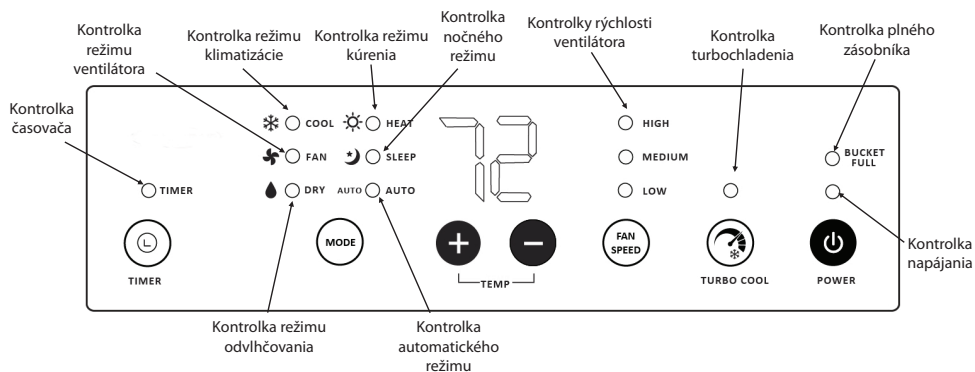 Kontrolka
režimu
ventilátora
Kontrolka režimu
klimatizácie
Kontrolka režimu
kúrenia
Kontrolka
nočného
režimu
Kontrolky rýchlosti
ventilátora
Kontrolka
turbochladenia
Kontrolka plného
zásobníka
Kontrolka
časovača
COOL
HEAT
HIGH
FAN
SLEEP
72
MEDIUM
BUCKET
FULL
TIMER
DRY
AUTO
AUTO
LOW
MODE
FAN
SPEED
Kontrolka
napájania
TIMER
TEMP
TURBO COOL
POWER
Kontrolka režimu
odvlhčovania
Kontrolka
automatického
režimu